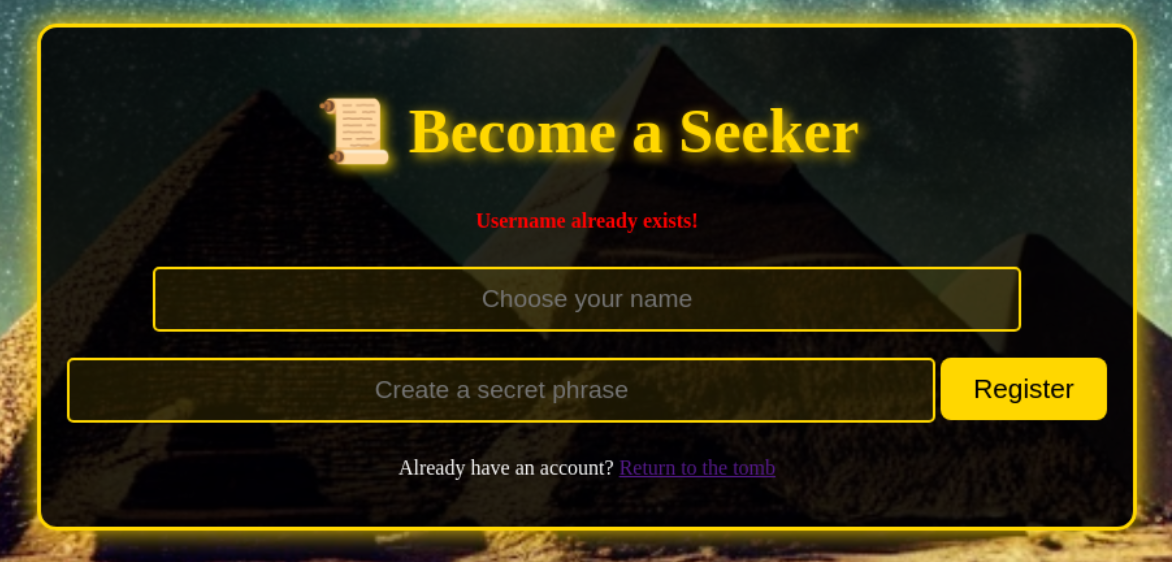 📜 Become a Seeker
Username already exists!
Choose your name
Create a secret phrase
Register
Already have an account? Return to the tomb